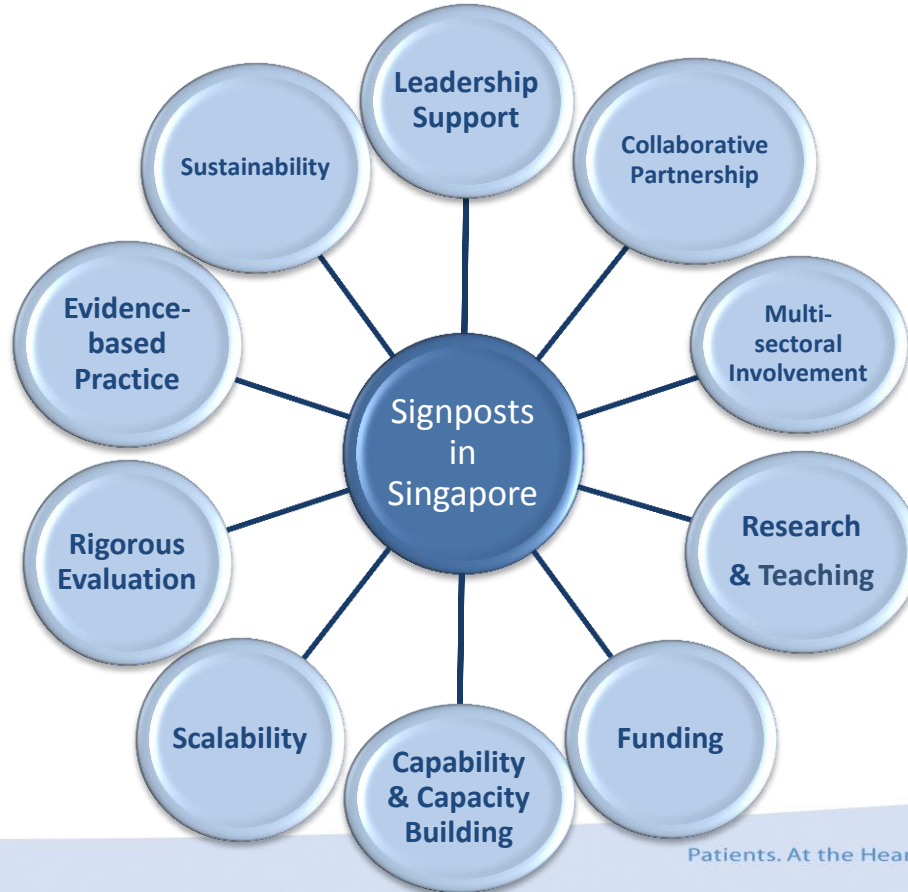 Leadership
Support
Collaborative
Partnership
Multi-
sectoral
Involvement
Research
& Teaching
Funding
Capability
& Capacity
Building
Scalability
Rigorous
Evaluation
Evidence-
based
Practice
Sustainability
Signposts
in
Singapore
Patients. At the Hear